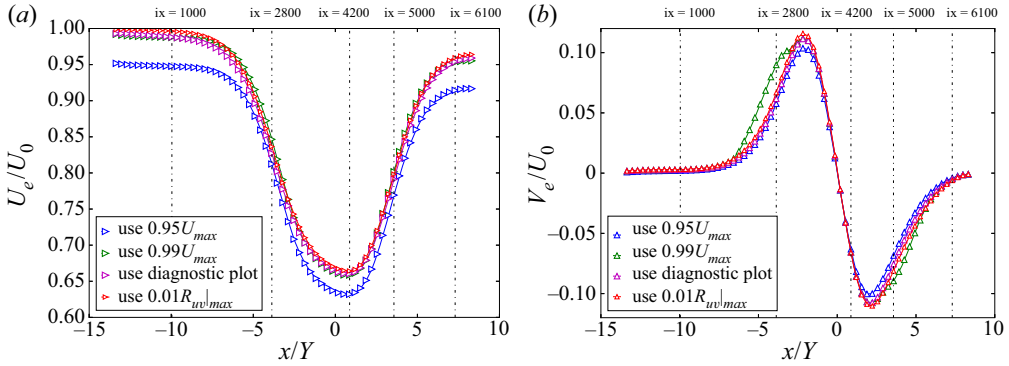 (a) ix = 1000 ix = 2800 ix = 4200 ix = 5000 ix = 6100
1.00
0.95
0.90
0.85
0.80
0.75
0.70
0.65
0.60
U_e/U_0
use 0.95U_max
use 0.99U_max
use diagnostic plot
use 0.01R_uv|_max
−15 −10 −5 0 5 10
x/Y
(b) ix = 1000 ix = 2800 ix = 4200 ix = 5000 ix = 6100
0.10
0.05
0
−0.05
−0.10
V_e/U_0
use 0.95U_max
use 0.99U_max
use diagnostic plot
use 0.01R_uv|_max
−15 −10 −5 0 5 10
x/Y